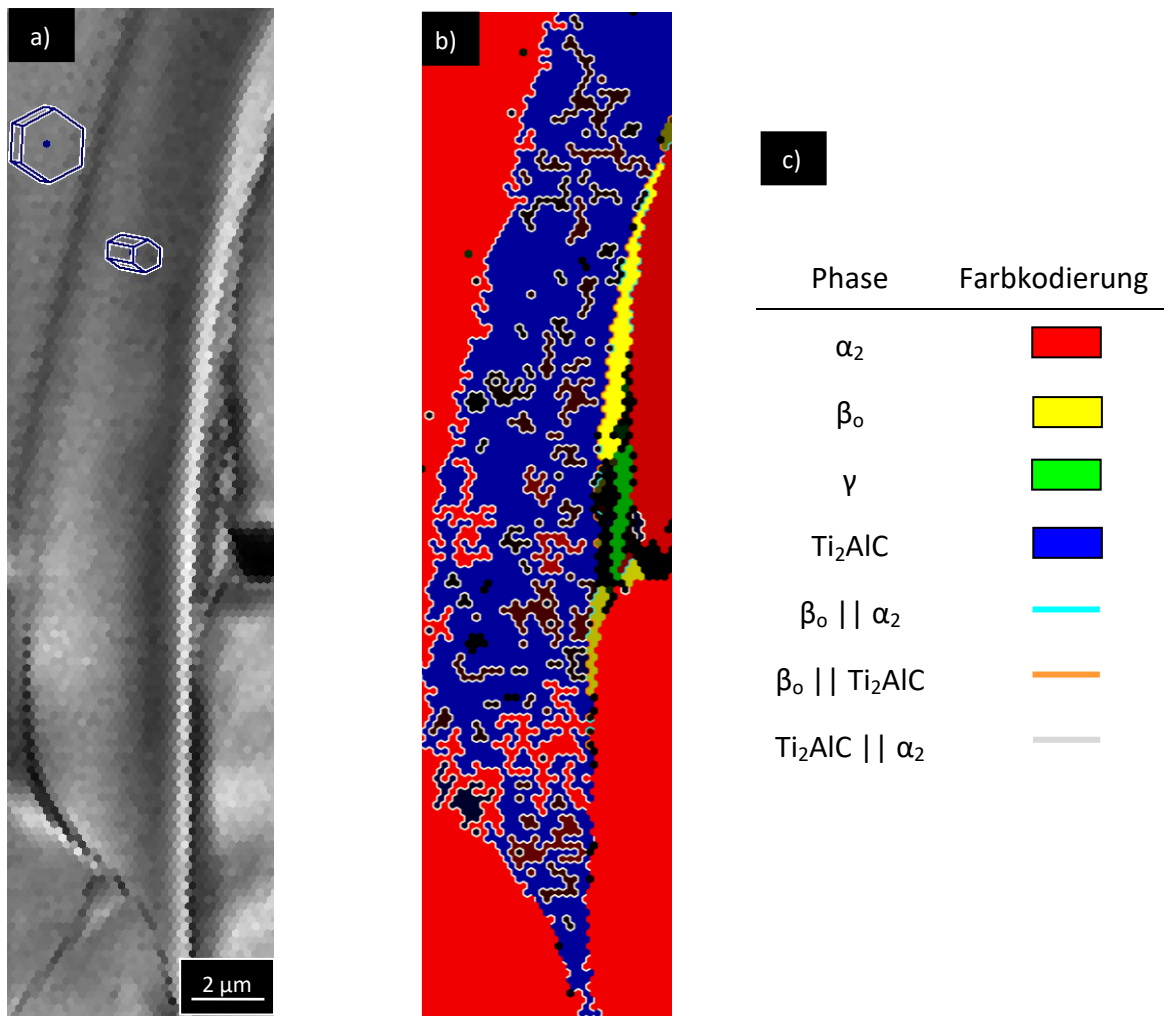 a)
2 µm
b)
c)
Phase Farbkodierung
α₂
βₒ
γ
Ti₂AlC
βₒ || α₂
βₒ || Ti₂AlC
Ti₂AlC || α₂